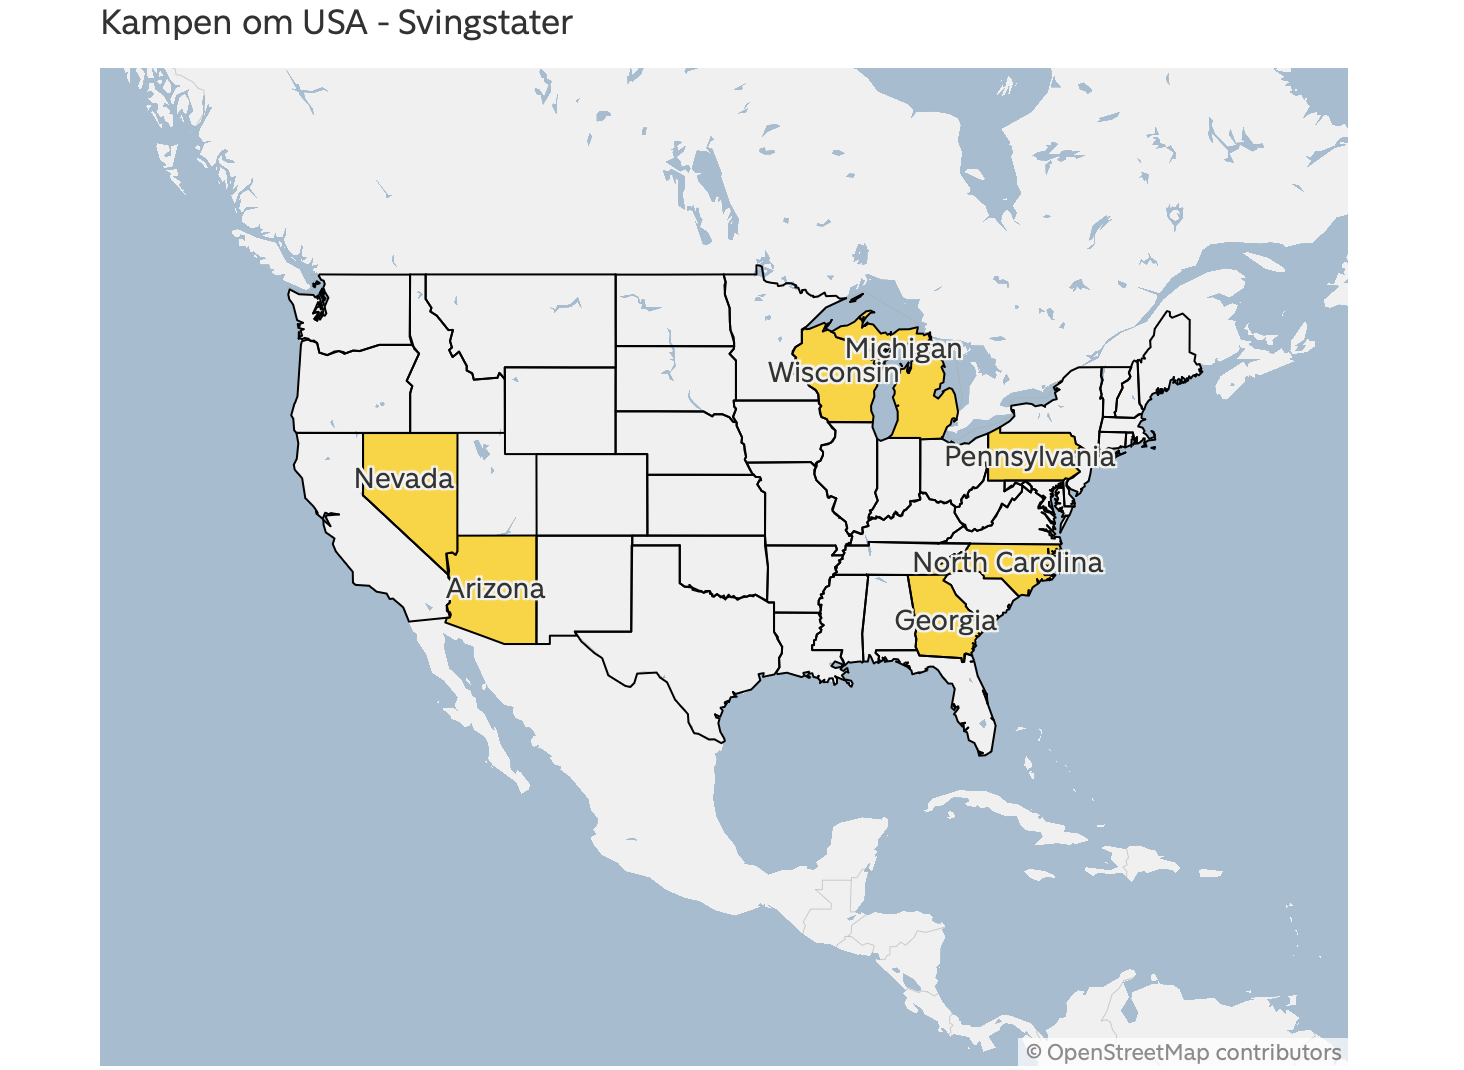 Kampen om USA - Svingstater
Michigan
Wisconsin
Pennsylvania
Nevada
North Carolina
Arizona
Georgia
© OpenStreetMap contributors